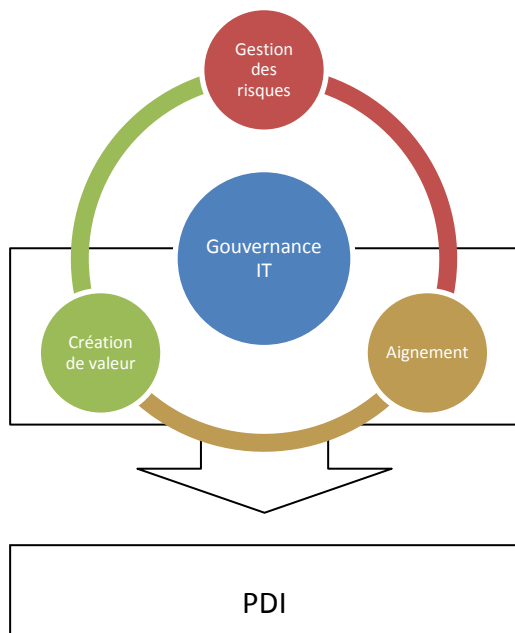 Gestion
des
risques
Gouvernance
IT
Création
de valeur
Aignement
PDI